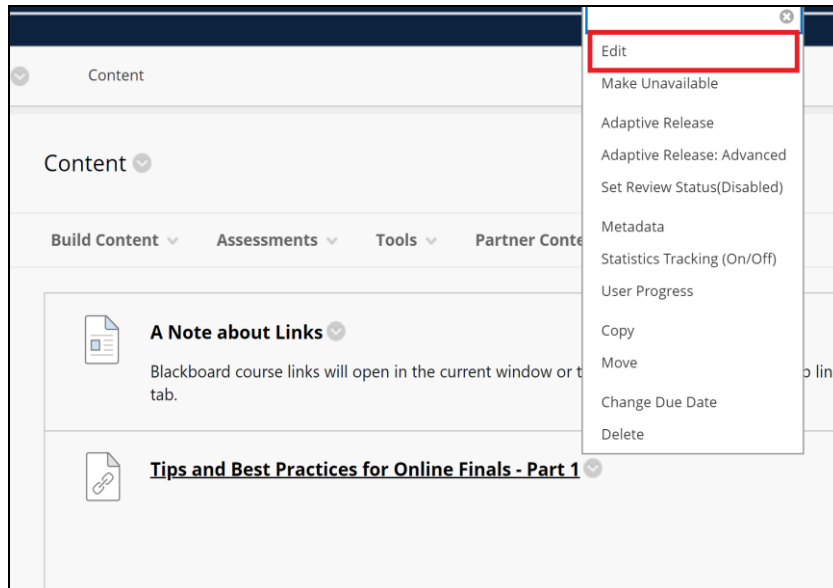 Content
Content
Build Content
Assessments
Tools
Partner Conte
A Note about Links
Blackboard course links will open in the current window or t
o lin
tab.
Tips and Best Practices for Online Finals - Part 1
Edit
Make Unavailable
Adaptive Release
Adaptive Release: Advanced
Set Review Status(Disabled)
Metadata
Statistics Tracking (On/Off)
User Progress
Copy
Move
Change Due Date
Delete